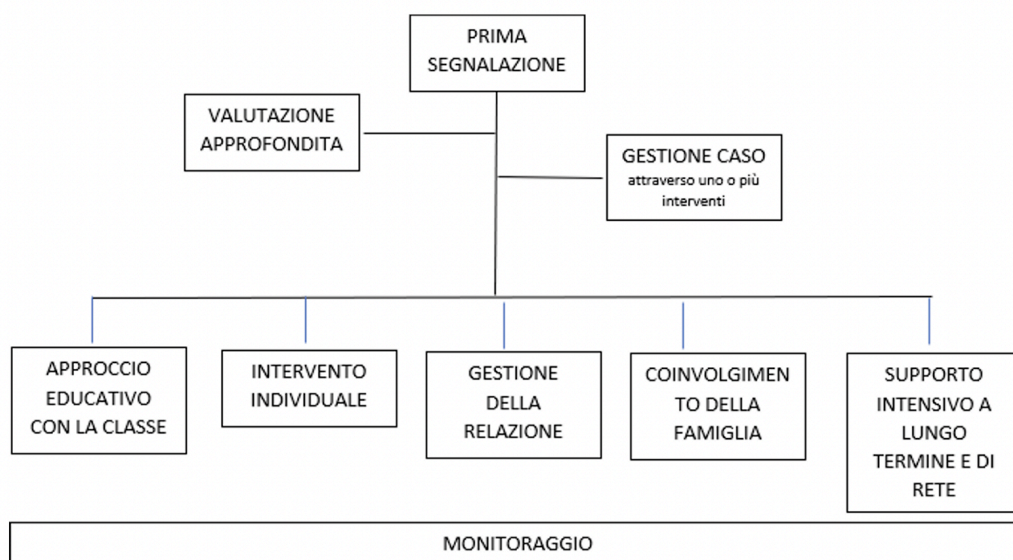 PRIMA
SEGNALAZIONE
VALUTAZIONE
APPROFONDITA
GESTIONE CASO
attraverso uno o più
interventi
APPROCCIO
EDUCATIVO
CON LA CLASSE
INTERVENTO
INDIVIDUALE
GESTIONE
DELLA
RELAZIONE
COINVOLGIMEN
TO DELLA
FAMIGLIA
SUPPORTO
INTENSIVO A
LUNGO
TERMINE E DI
RETE
MONITORAGGIO